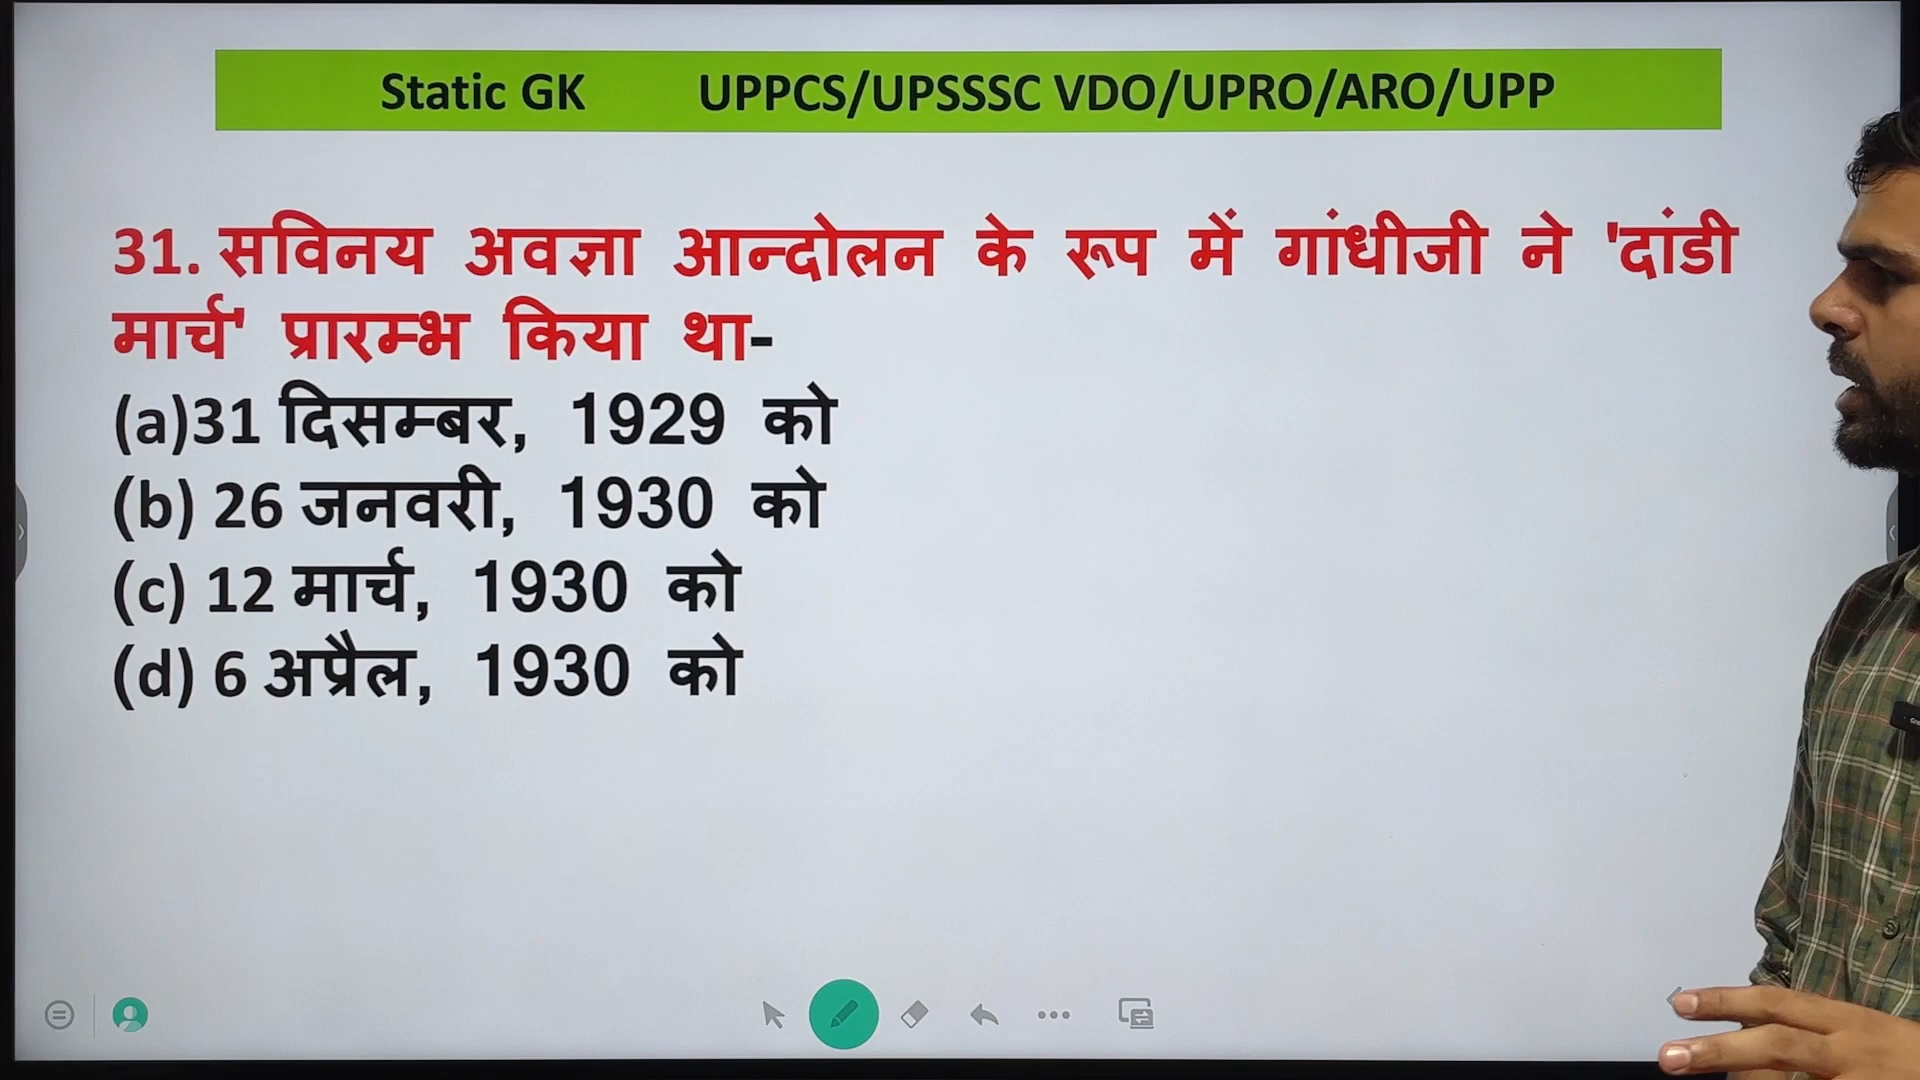 Static GK UPPCS/UPSSSC VDO/UPRO/ARO/UPP
31. सविनय अवज्ञा आन्दोलन के रूप में गांधीजी ने 'दांडी
मार्च' प्रारम्भ किया था-
(a)31 दिसम्बर, 1929 को
(b) 26 जनवरी, 1930 को
(c) 12 मार्च, 1930 को
(d) 6 अप्रैल, 1930 को